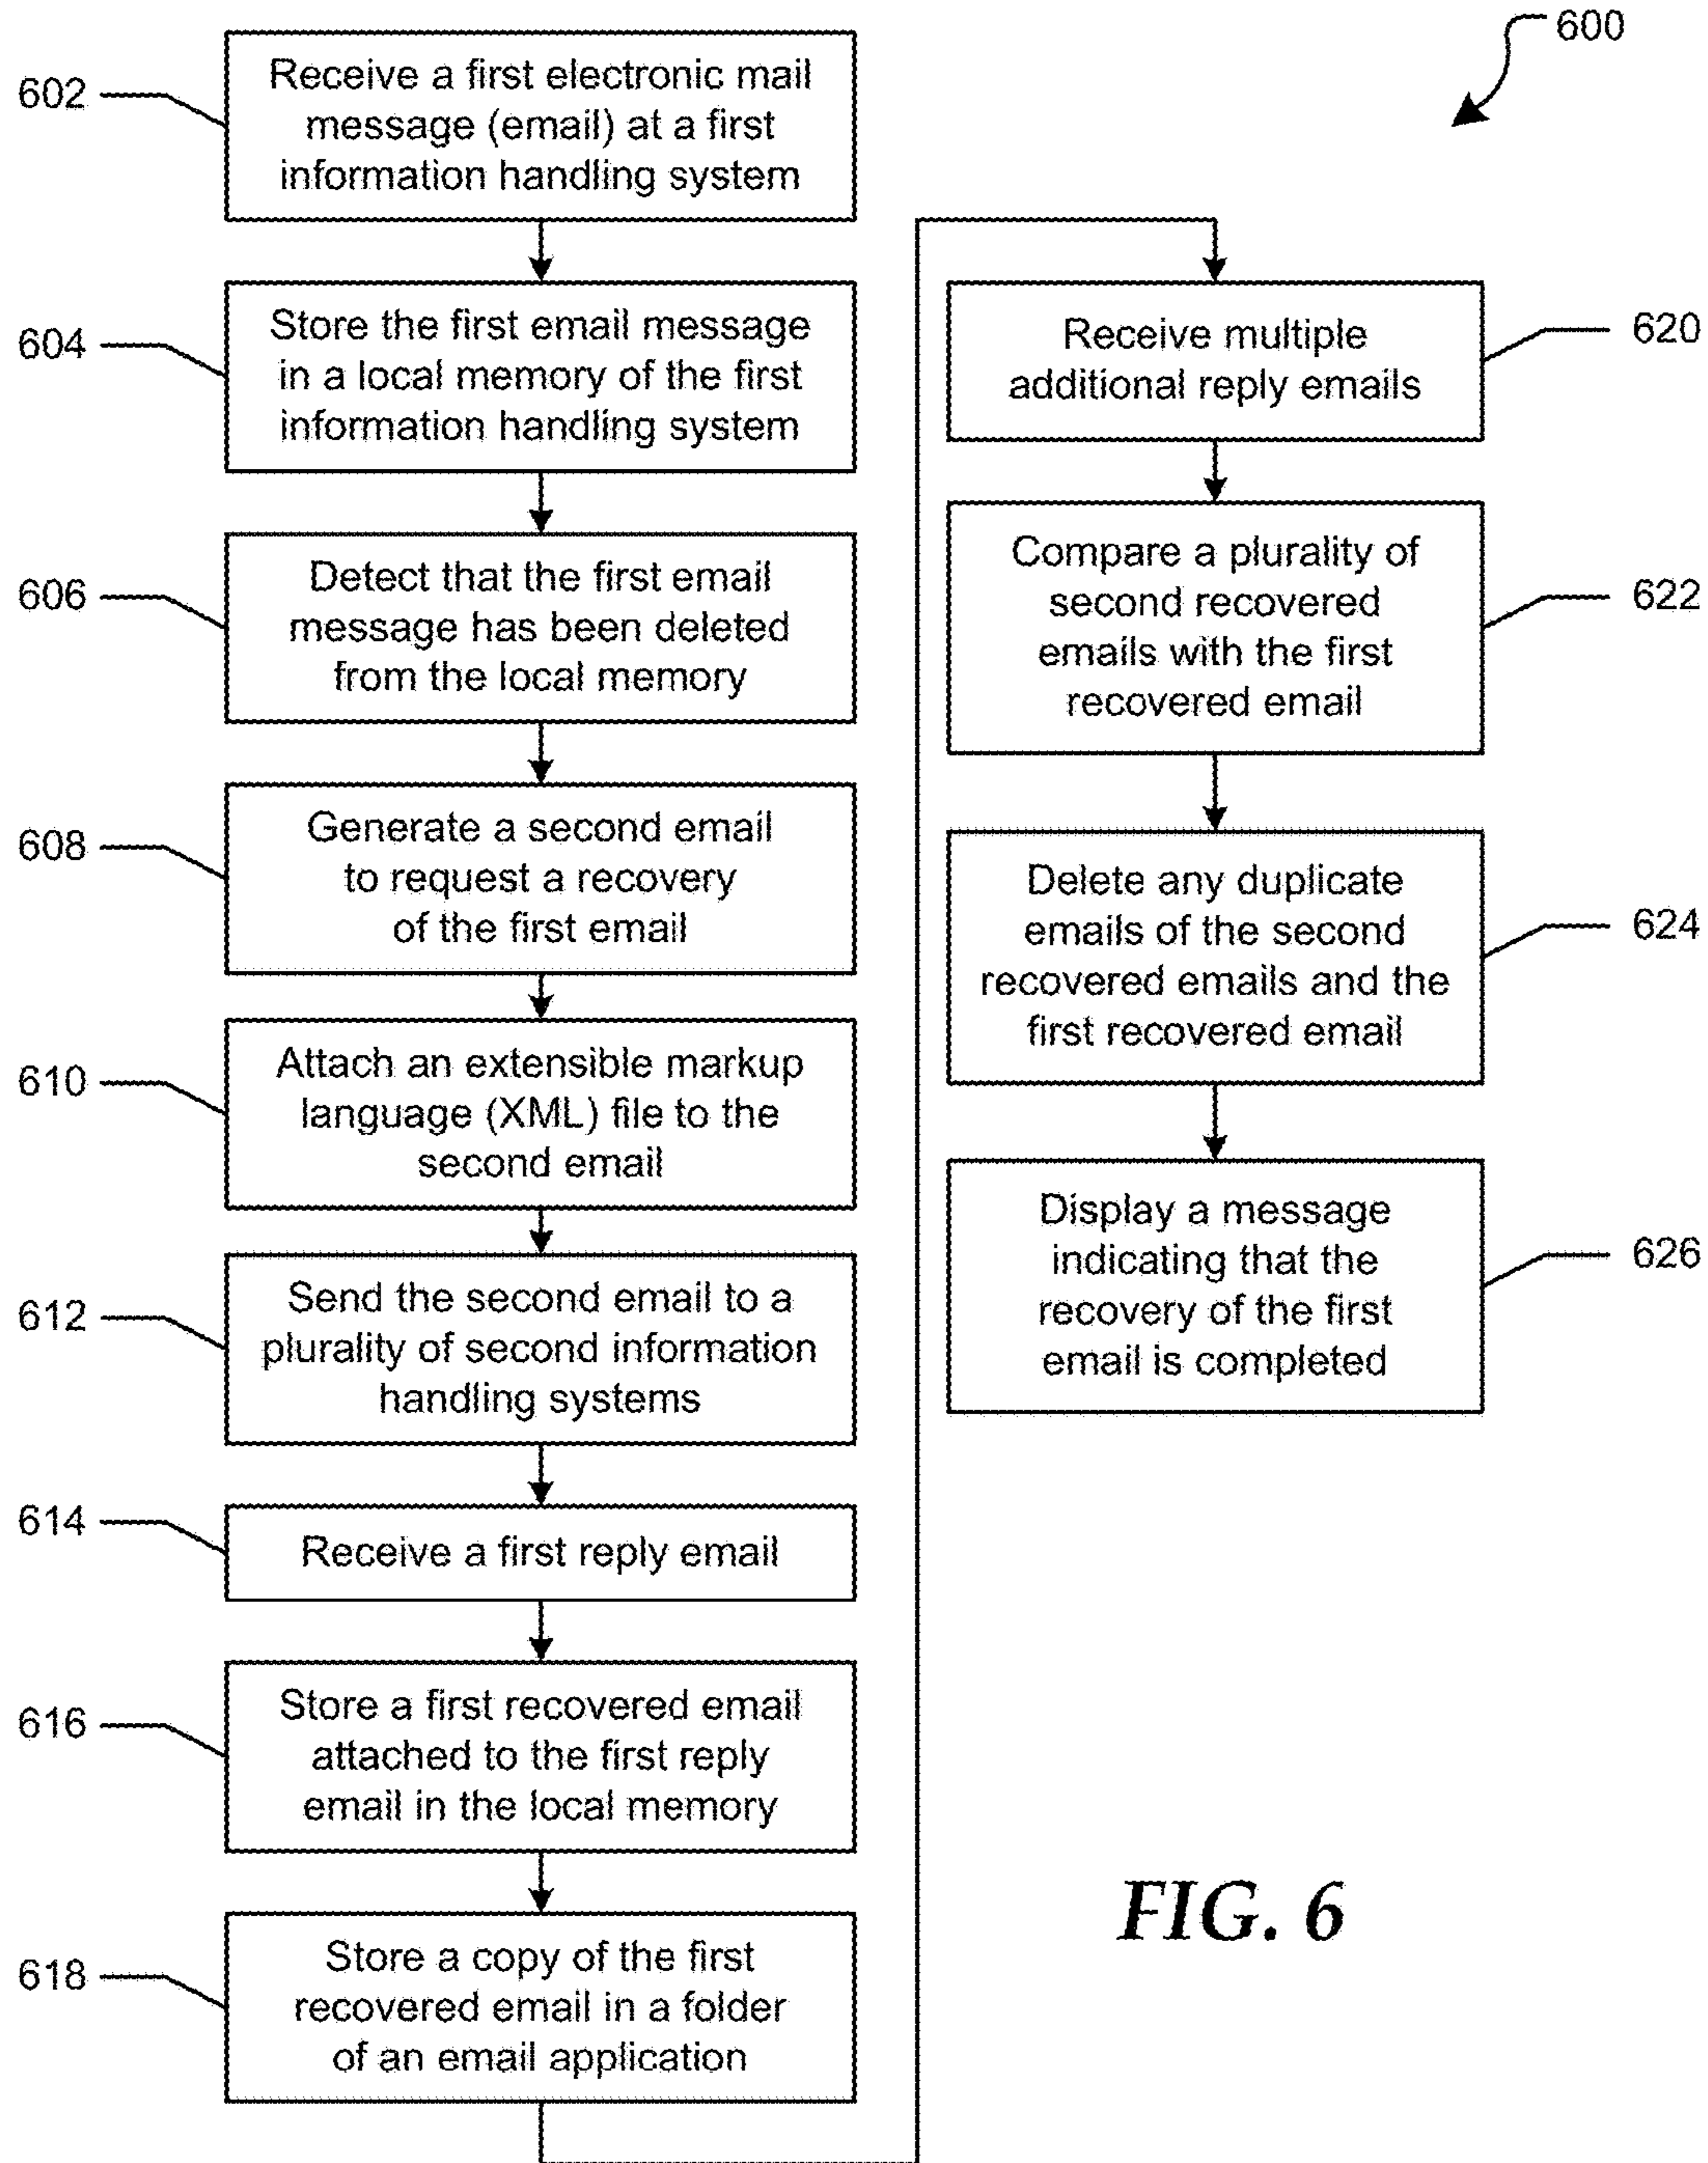 600
602
Receive a first electronic mail
message (email) at a first
information handling system
604
Store the first email message
in a local memory of the first
information handling system
606
Detect that the first email
message has been deleted
from the local memory
608
Generate a second email
to request a recovery
of the first email
610
Attach an extensible markup
language (XML) file to the
second email
612
Send the second email to a
plurality of second information
handling systems
614
Receive a first reply email
616
Store a first recovered email
attached to the first reply
email in the local memory
618
Store a copy of the first
recovered email in a folder
of an email application
Receive multiple
additional reply emails
620
Compare a plurality of
second recovered
emails with the first
recovered email
622
Delete any duplicate
emails of the second
recovered emails and the
first recovered email
624
Display a message
indicating that the
recovery of the first
email is completed
626
FIG. 6